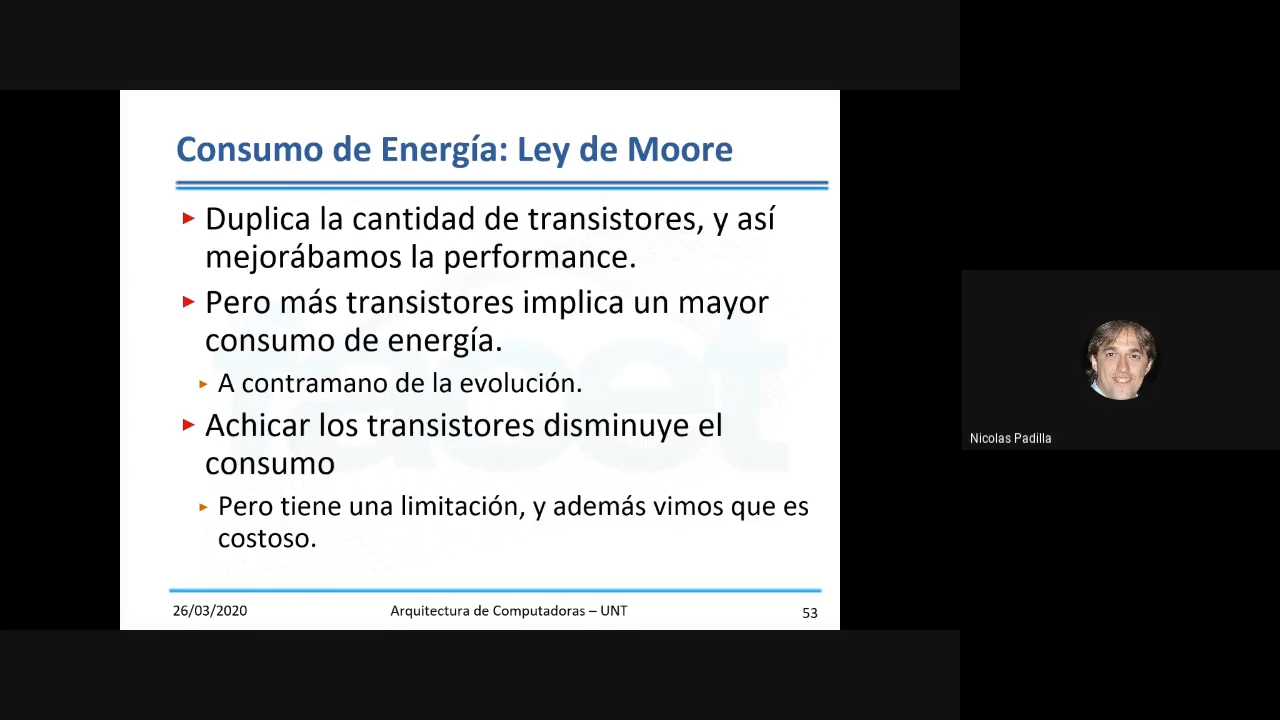 Consumo de Energía: Ley de Moore
Duplica la cantidad de transistores, y así
mejorábamos la performance.
Pero más transistores implica un mayor
consumo de energía.
A contramano de la evolución.
Achicar los transistores disminuye el
consumo
Pero tiene una limitación, y además vimos que es
costoso.
26/03/2020
Arquitectura de Computadoras – UNT
53
Nicolas Padilla